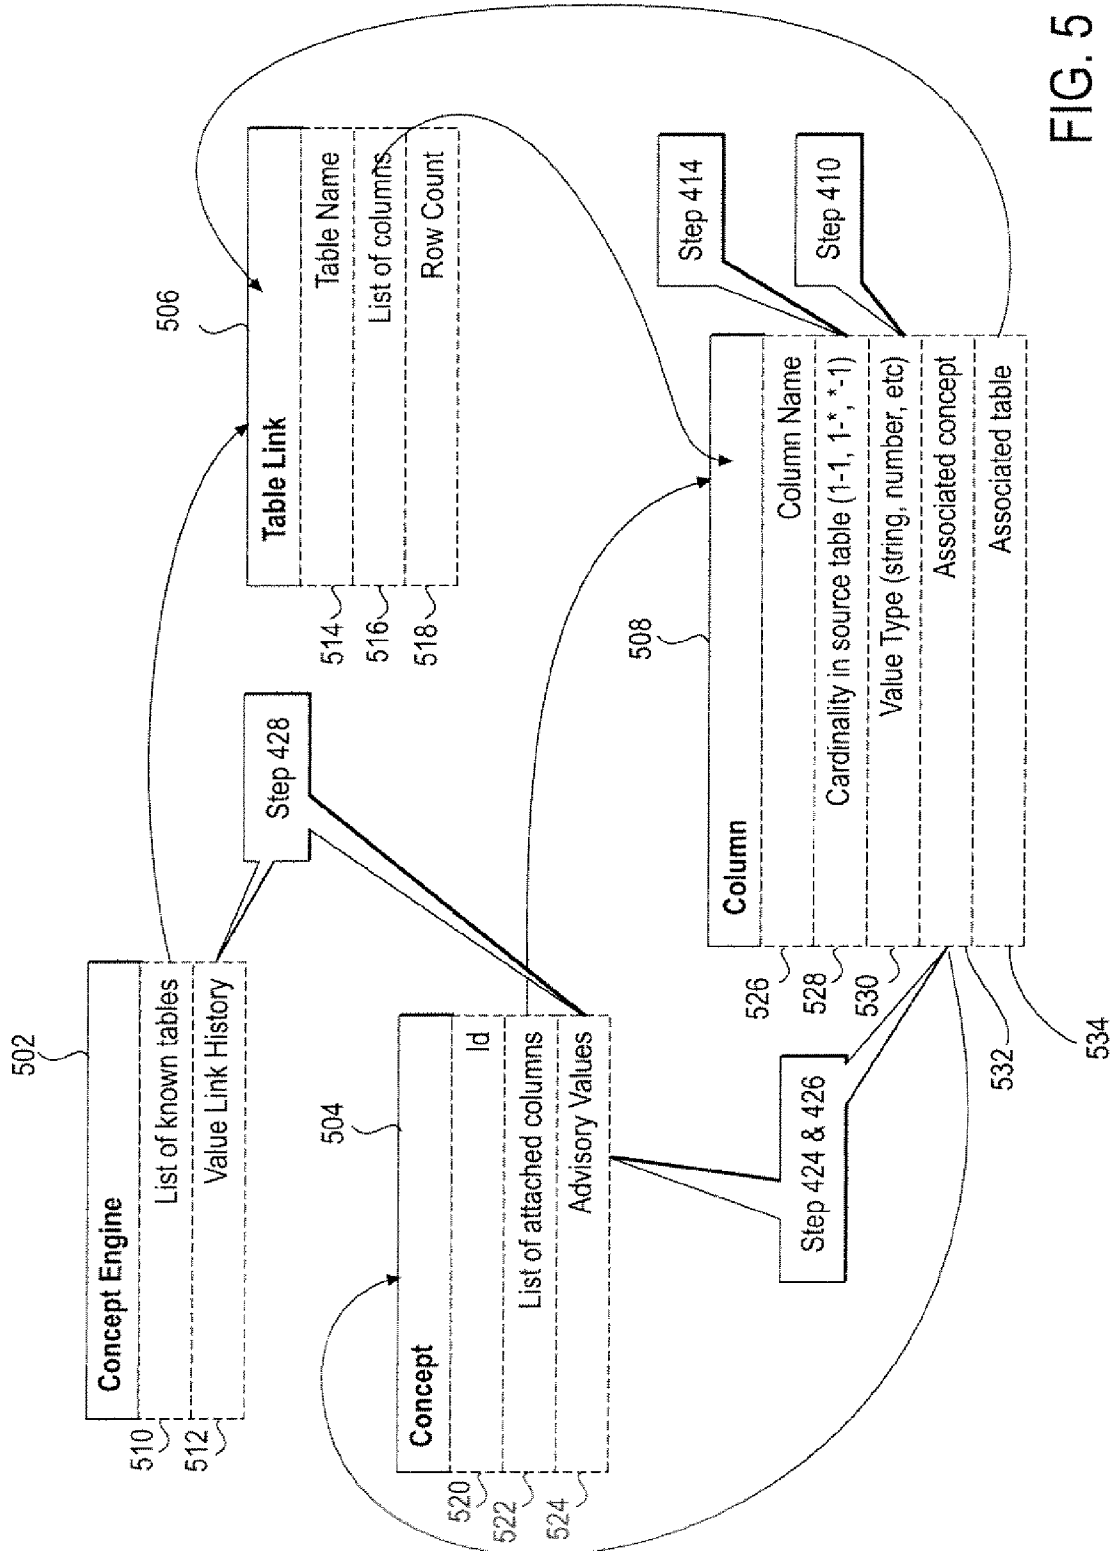 502
Concept Engine
510
List of known tables
512
Value Link History
Step 428
506
Table Link
514
Table Name
516
List of columns
518
Row Count
504
Concept
520
Id
522
List of attached columns
524
Advisory Values
Step 424 & 426
508
Column
526
Column Name
528
Cardinality in source table (1-1, 1-*, *-1)
530
Value Type (string, number, etc)
532
Associated concept
534
Associated table
Step 414
Step 410
FIG. 5